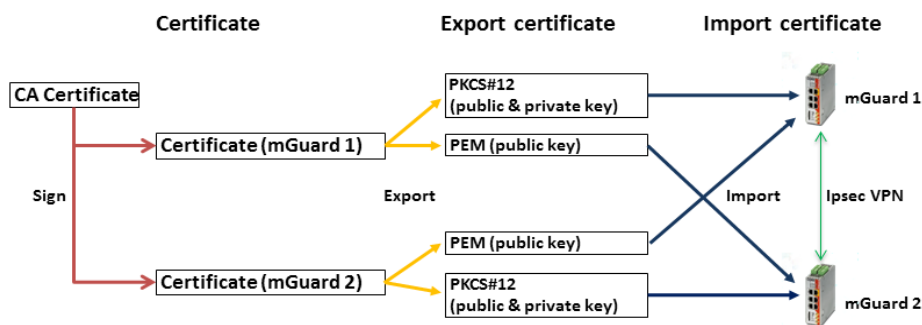 Certificate
Export certificate
Import certificate
CA Certificate
PKCS#12
(public & private key)
mGuard 1
Certificate (mGuard 1)
PEM (public key)
Sign
Export
Import
Ipsec VPN
PEM (public key)
Certificate (mGuard 2)
PKCS#12
(public & private key)
mGuard 2